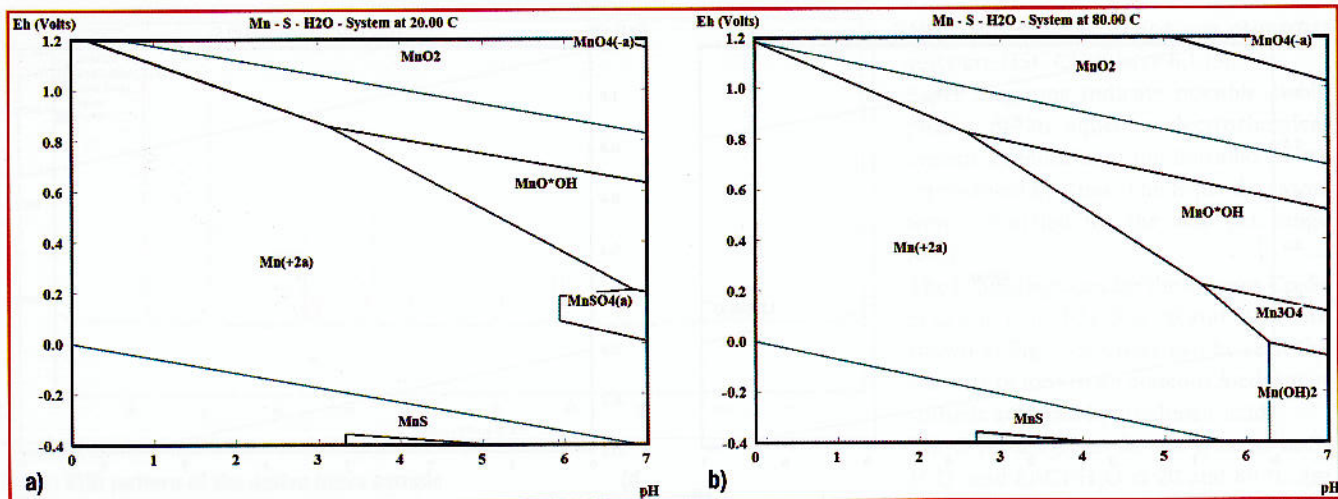 Eh (Volts)
Mn - S - H2O - System at 20.00 C
1.2
1.0
0.8
0.6
0.4
0.2
0.0
-0.2
-0.4
MnO4(-a)
MnO2
MnO*OH
Mn(+2a)
MnSO4(a)
MnS
0 1 2 3 4 5 6 7
pH
a)
Eh (Volts)
Mn - S - H2O - System at 80.00 C
1.2
1.0
0.8
0.6
0.4
0.2
0.0
-0.2
-0.4
MnO4(-a)
MnO2
MnO*OH
Mn(+2a)
Mn3O4
Mn(OH)2
MnS
0 1 2 3 4 5 6 7
pH
b)